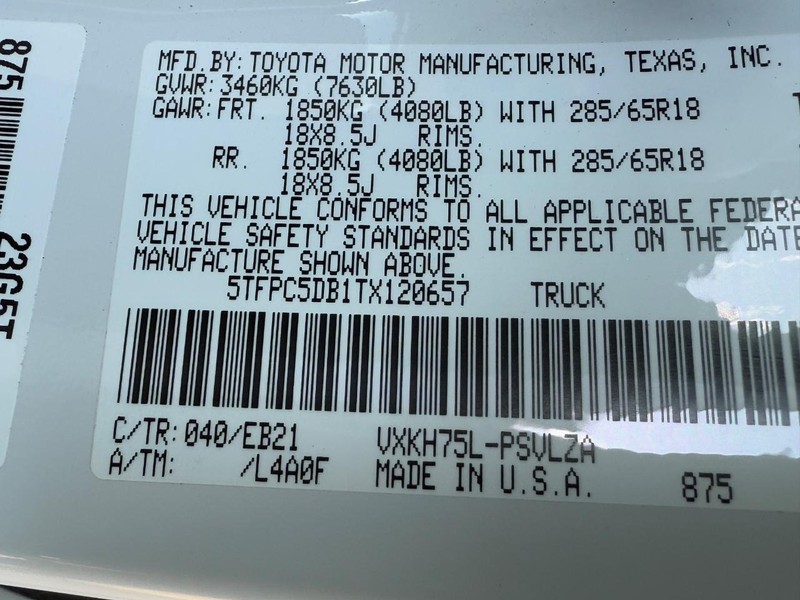 875
23G5T
MFD.BY: TOYOTA MOTOR MANUFACTURING, TEXAS, INC.
GVWR: 3460KG (7630LB)
GAWR: FRT. 1850KG (4080LB) WITH 285/65R18
18X8.5J RIMS.
RR. 1850KG (4080LB) WITH 285/65R18
18X8.5J RIMS.
THIS VEHICLE CONFORMS TO ALL APPLICABLE FEDERA
VEHICLE SAFETY STANDARDS IN EFFECT ON THE DATE
MANUFACTURE SHOWN ABOVE.
5TFPC5DB1TX120657 TRUCK
C/TR: 040/EB21 VXKH75L-PSVLZA
A/TM: /L4A0F MADE IN U.S.A. 875